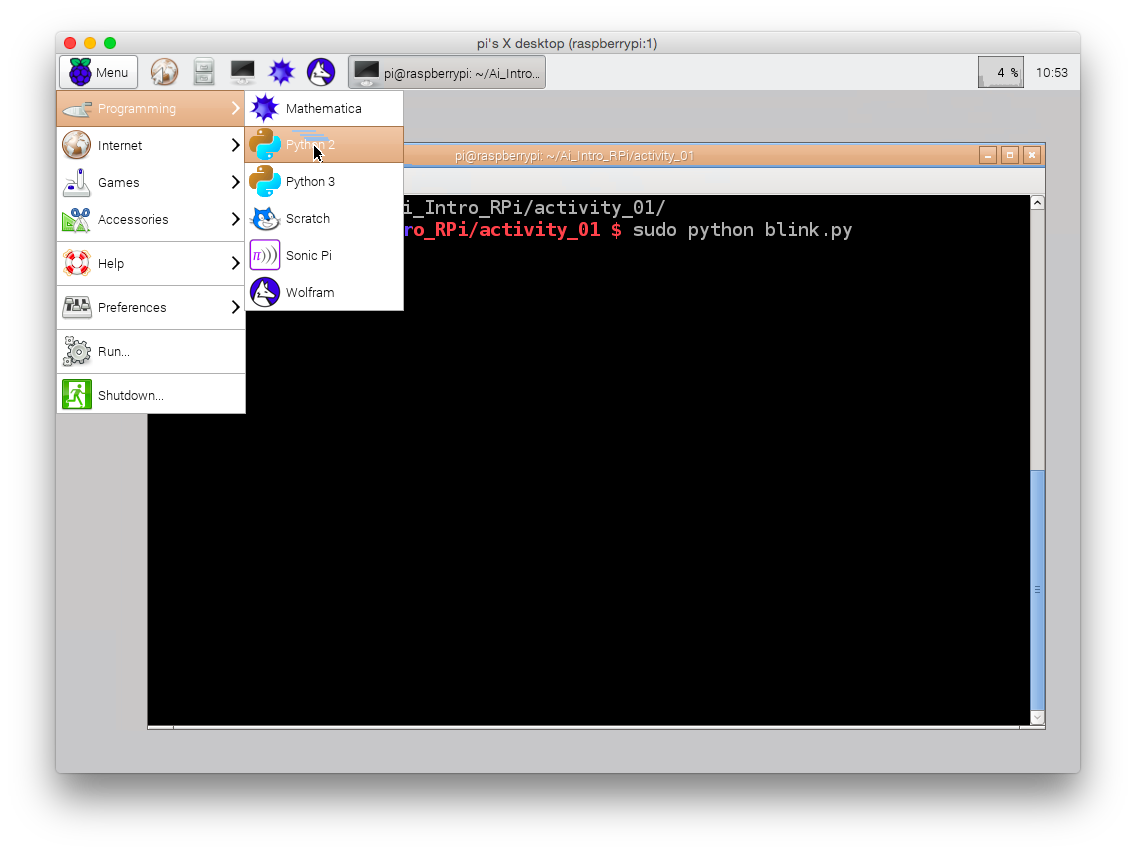 pi's X desktop (raspberrypi:1)
Menu
pi@raspberrypi: ~/Ai_Intro...
4 %
10:53
Programming
Internet
Games
Accessories
Help
Preferences
Run...
Shutdown...
Mathematica
Python 2
Python 3
Scratch
π)))
Sonic Pi
Wolfram
pi@raspberrypi: ~/Ai_Intro_RPi/activity_01
i_Intro_RPi/activity_01/
ro_RPi/activity_01 $ sudo python blink.py